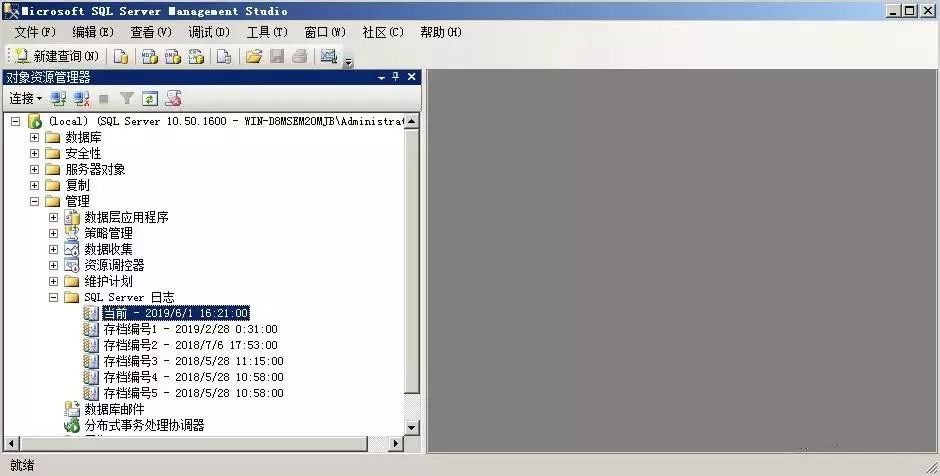 Microsoft SQL Server Management Studio
文件(F) 编辑(E) 查看(V) 调试(D) 工具(T) 窗口(W) 社区(C) 帮助(H)
新建查询(N)
对象资源管理器
连接
(local) (SQL Server 10.50.1600 - WIN-D8MSEM2OMJB\Administrat
数据库
安全性
服务器对象
复制
管理
数据层应用程序
策略管理
数据收集
资源调控器
维护计划
SQL Server 日志
当前 - 2019/6/1 16:21:00
存档编号1 - 2019/2/28 0:31:00
存档编号2 - 2018/7/6 17:53:00
存档编号3 - 2018/5/28 11:15:00
存档编号4 - 2018/5/28 10:58:00
存档编号5 - 2018/5/28 10:58:00
数据库邮件
分布式事务处理协调器
就绪